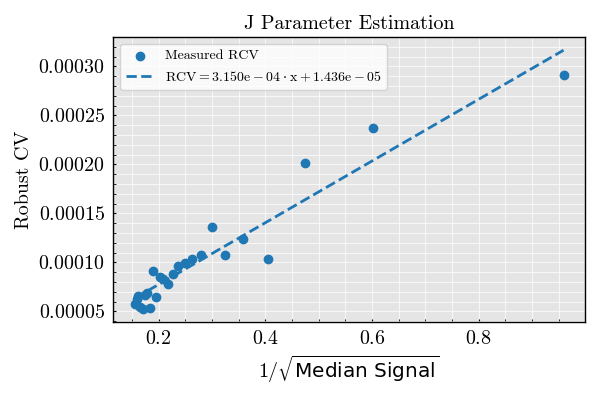 J Parameter Estimation
Measured RCV
RCV = 3.150e − 04 · x + 1.436e − 05
Robust CV
0.00030
0.00025
0.00020
0.00015
0.00010
0.00005
0.2 0.4 0.6 0.8
1/√Median Signal